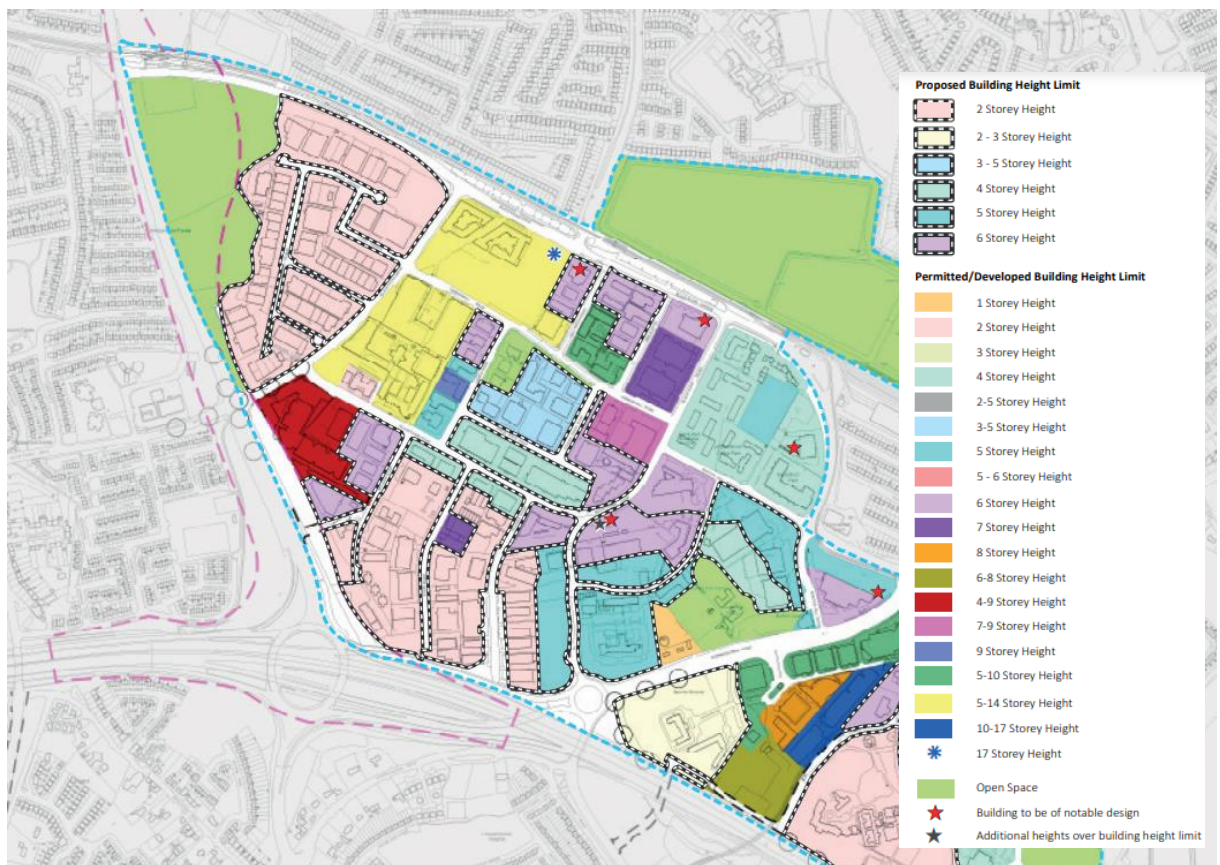 Proposed Building Height Limit
2 Storey Height
2 - 3 Storey Height
3 - 5 Storey Height
4 Storey Height
5 Storey Height
6 Storey Height
Permitted/Developed Building Height Limit
1 Storey Height
2 Storey Height
3 Storey Height
4 Storey Height
2-5 Storey Height
3-5 Storey Height
5 Storey Height
5 - 6 Storey Height
6 Storey Height
7 Storey Height
8 Storey Height
6-8 Storey Height
4-9 Storey Height
7-9 Storey Height
9 Storey Height
5-10 Storey Height
5-14 Storey Height
10-17 Storey Height
17 Storey Height
Open Space
Building to be of notable design
Additional heights over building height limit